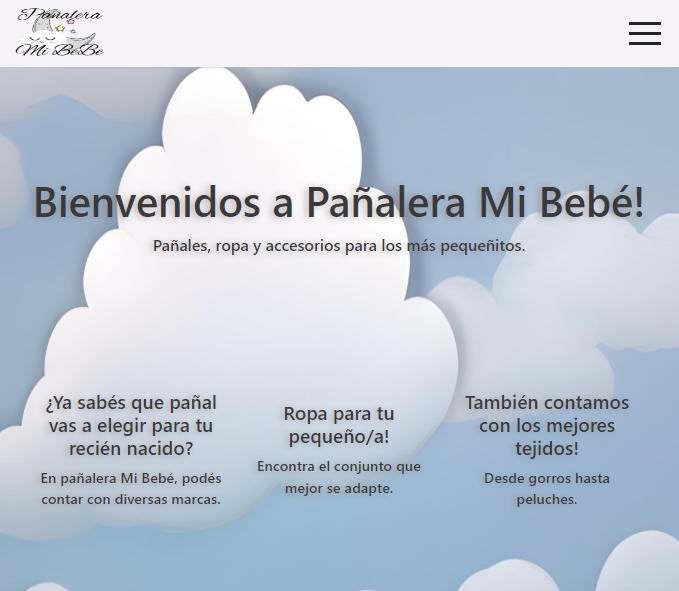 Pañalera
Mi BeBe
Bienvenidos a Pañalera Mi Bebé!
Pañales, ropa y accesorios para los más pequeñitos.
¿Ya sabés que pañal
vas a elegir para tu
recién nacido?
En pañalera Mi Bebé, podés
contar con diversas marcas.
Ropa para tu
pequeño/a!
Encontra el conjunto que
mejor se adapte.
También contamos
con los mejores
tejidos!
Desde gorros hasta
peluches.